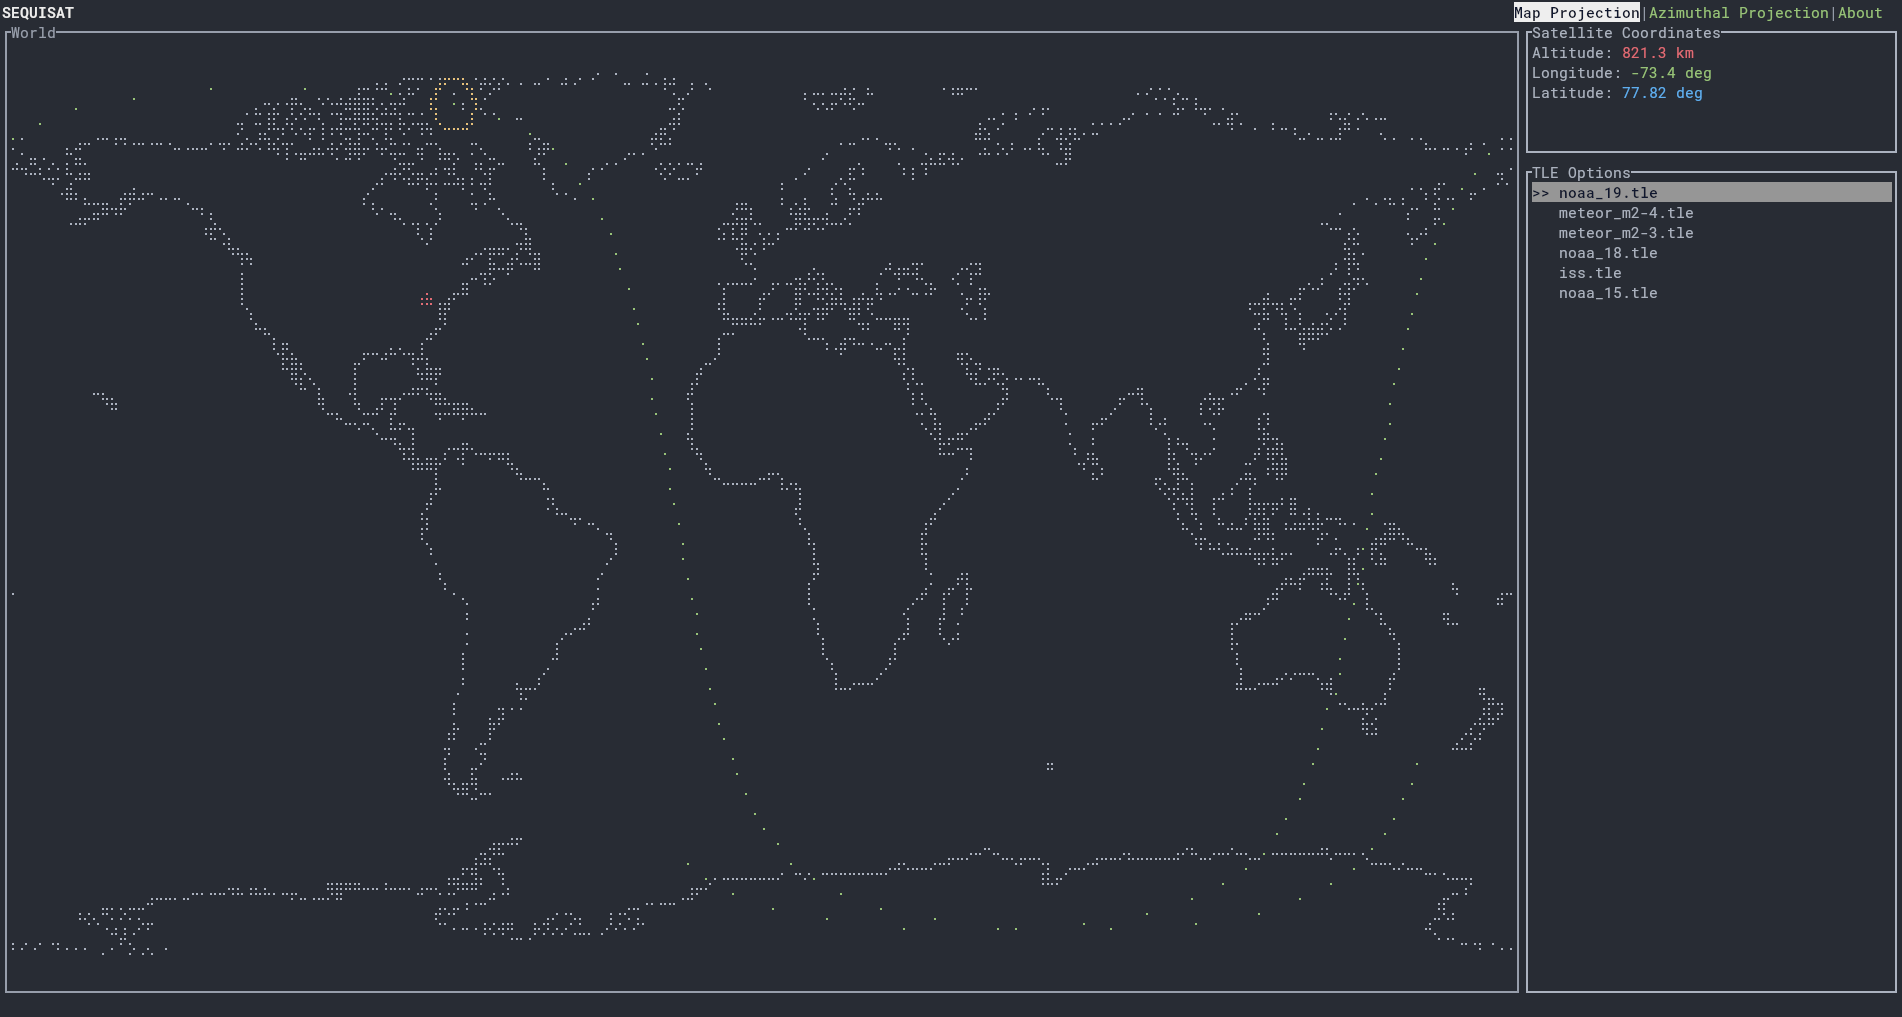 SEQUISAT
Map Projection|Azimuthal Projection|About
World
Satellite Coordinates
Altitude: 821.3 km
Longitude: -73.4 deg
Latitude: 77.82 deg
TLE Options
>> noaa_19.tle
meteor_m2-4.tle
meteor_m2-3.tle
noaa_18.tle
iss.tle
noaa_15.tle